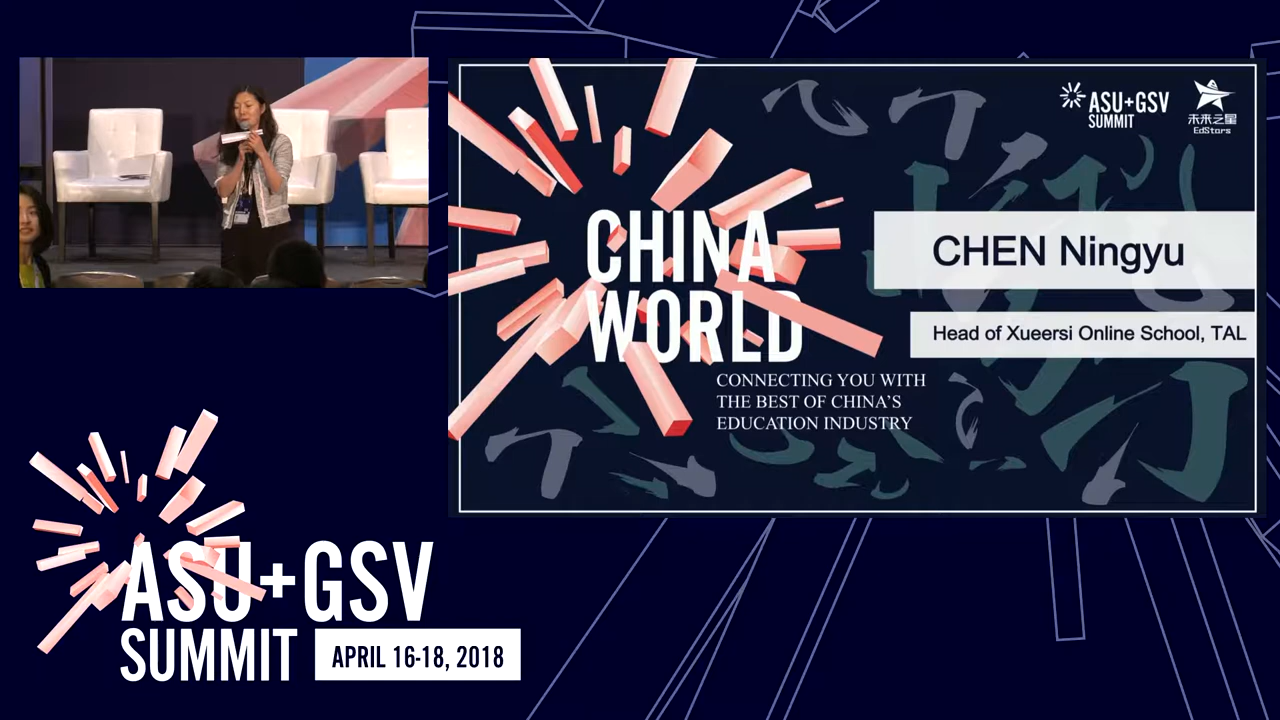 ASU+GSV
SUMMIT
未来之星
EdStars
CHINA
WORLD
CHEN Ningyu
Head of Xueersi Online School, TAL
CONNECTING YOU WITH
THE BEST OF CHINA'S
EDUCATION INDUSTRY
ASU+GSV
SUMMIT
APRIL 16-18, 2018